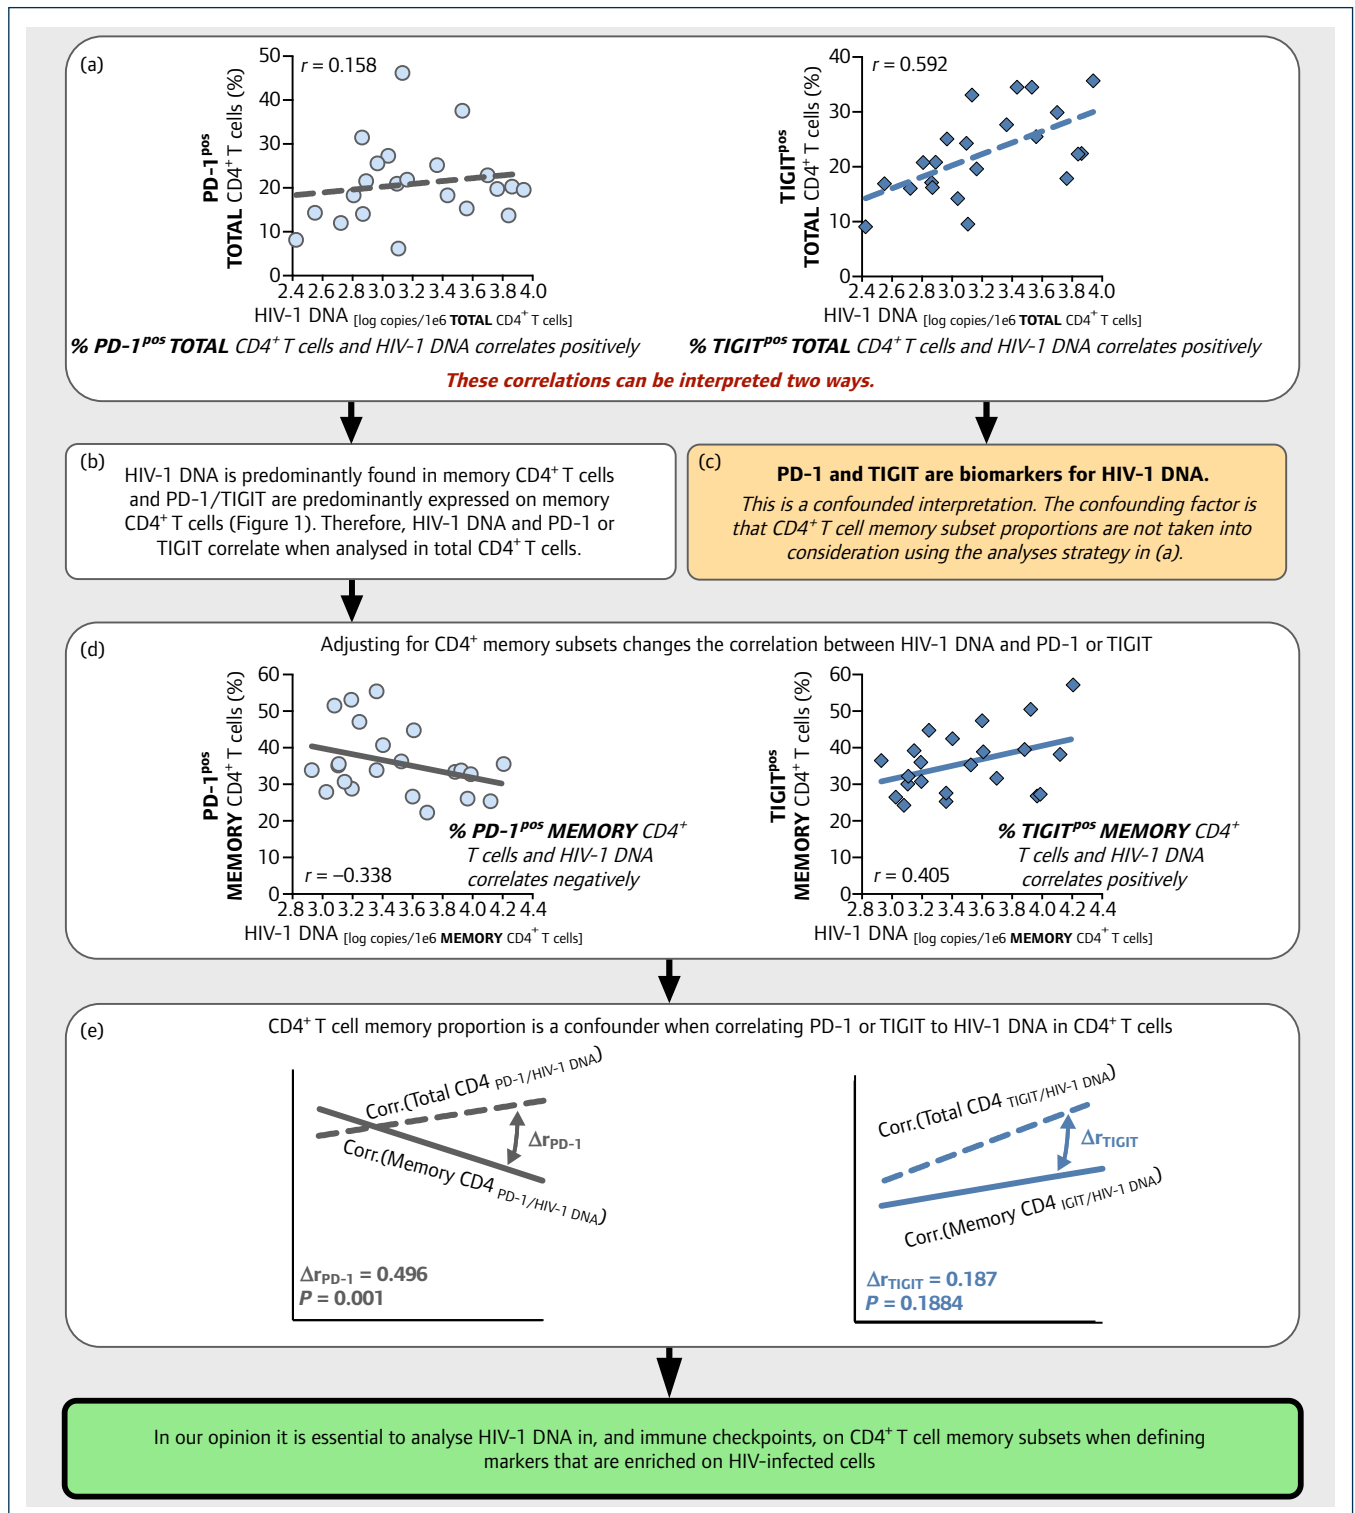 (a)
50
40
30
20
10
0
r = 0.158
PD-1pos
TOTAL CD4+ T cells (%)
2.4 2.6 2.8 3.0 3.2 3.4 3.6 3.8 4.0
HIV-1 DNA [log copies/1e6 TOTAL CD4+ T cells]
% PD-1pos TOTAL CD4+ T cells and HIV-1 DNA correlates positively
40
30
20
10
0
r = 0.592
TIGITpos
TOTAL CD4+ T cells (%)
2.4 2.6 2.8 3.0 3.2 3.4 3.6 3.8 4.0
HIV-1 DNA [log copies/1e6 TOTAL CD4+ T cells]
% TIGITpos TOTAL CD4+ T cells and HIV-1 DNA correlates positively
These correlations can be interpreted two ways.
(b)
HIV-1 DNA is predominantly found in memory CD4+ T cells
and PD-1/TIGIT are predominantly expressed on memory
CD4+ T cells (Figure 1). Therefore, HIV-1 DNA and PD-1 or
TIGIT correlate when analysed in total CD4+ T cells.
(c)
PD-1 and TIGIT are biomarkers for HIV-1 DNA.
This is a confounded interpretation. The confounding factor is
that CD4+ T cell memory subset proportions are not taken into
consideration using the analyses strategy in (a).
(d)
Adjusting for CD4+ memory subsets changes the correlation between HIV-1 DNA and PD-1 or TIGIT
60
50
40
30
20
10
0
PD-1pos
MEMORY CD4+ T cells (%)
% PD-1pos MEMORY CD4+
T cells and HIV-1 DNA
correlates negatively
r = −0.338
2.8 3.0 3.2 3.4 3.6 3.8 4.0 4.2 4.4
HIV-1 DNA [log copies/1e6 MEMORY CD4+ T cells]
60
50
40
30
20
10
0
TIGITpos
MEMORY CD4+ T cells (%)
% TIGITpos MEMORY CD4+
T cells and HIV-1 DNA
correlates positively
r = 0.405
2.8 3.0 3.2 3.4 3.6 3.8 4.0 4.2 4.4
HIV-1 DNA [log copies/1e6 MEMORY CD4+ T cells]
(e)
CD4+ T cell memory proportion is a confounder when correlating PD-1 or TIGIT to HIV-1 DNA in CD4+ T cells
Corr.(Total CD4 PD-1/HIV-1 DNA)
ΔrPD-1
Corr.(Memory CD4 PD-1/HIV-1 DNA)
ΔrPD-1 = 0.496
P = 0.001
Corr.(Total CD4 TIGIT/HIV-1 DNA)
ΔrTIGIT
Corr.(Memory CD4 IGIT/HIV-1 DNA)
ΔrTIGIT = 0.187
P = 0.1884
In our opinion it is essential to analyse HIV-1 DNA in, and immune checkpoints, on CD4+ T cell memory subsets when defining
markers that are enriched on HIV-infected cells